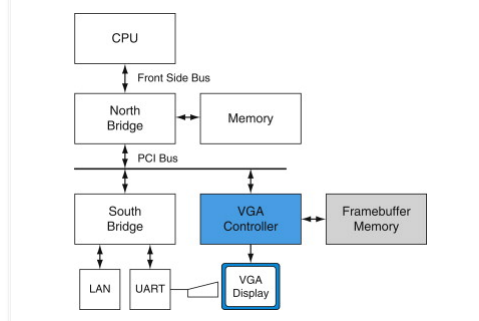 CPU
Front Side Bus
North
Bridge
Memory
PCI Bus
South
Bridge
VGA
Controller
Framebuffer
Memory
LAN
UART
VGA
Display